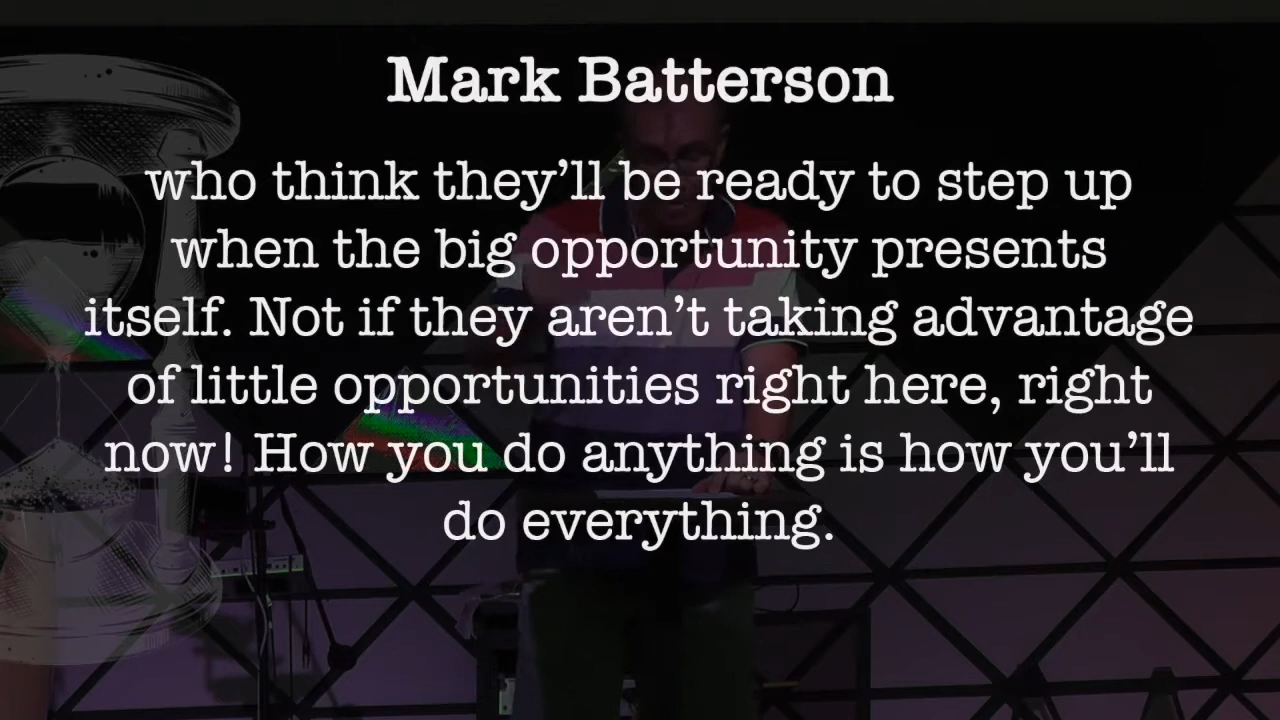 Mark Batterson
who think they’ll be ready to step up
when the big opportunity presents
itself. Not if they aren’t taking advantage
of little opportunities right here, right
now! How you do anything is how you’ll
do everything.